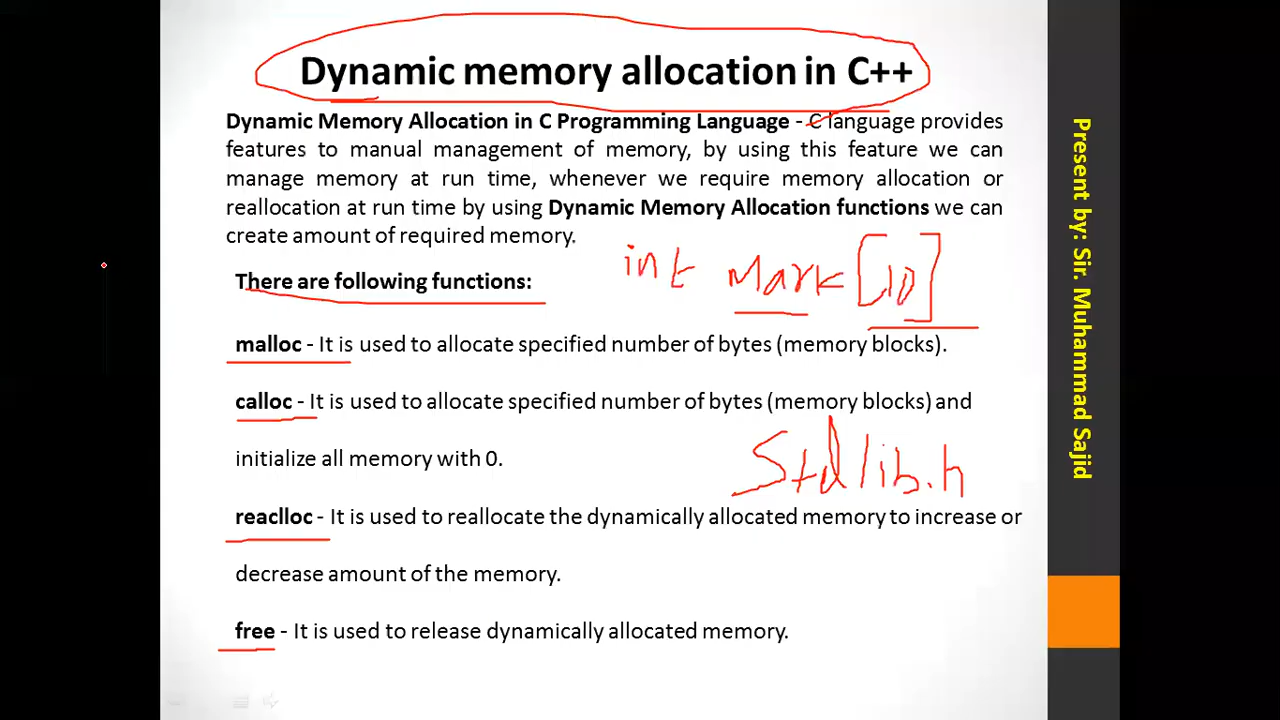 Dynamic memory allocation in C++
Dynamic Memory Allocation in C Programming Language - C language provides
features to manual management of memory, by using this feature we can
manage memory at run time, whenever we require memory allocation or
reallocation at run time by using Dynamic Memory Allocation functions we can
create amount of required memory.
int Mark[10]
There are following functions:
malloc - It is used to allocate specified number of bytes (memory blocks).
calloc - It is used to allocate specified number of bytes (memory blocks) and
initialize all memory with 0.
Stdlib.h
reaclloc - It is used to reallocate the dynamically allocated memory to increase or
decrease amount of the memory.
free - It is used to release dynamically allocated memory.
Present by: Sir. Muhammad Sajid